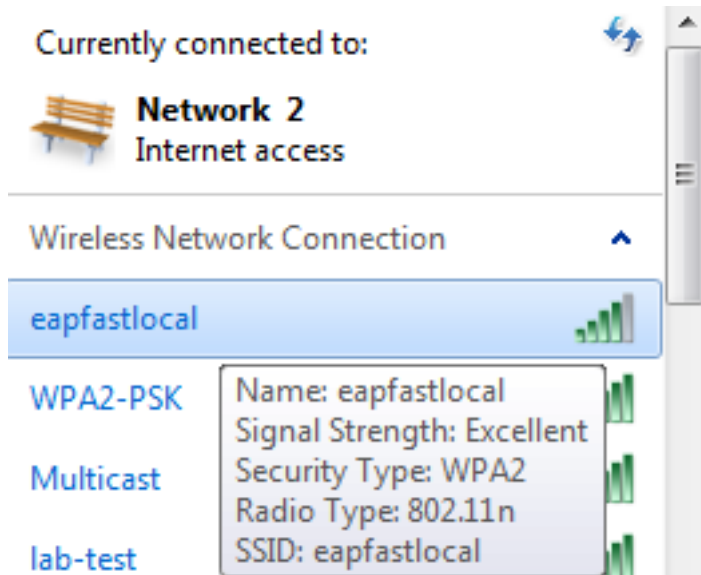 Currently connected to:
Network 2
Internet access
Wireless Network Connection
eapfastlocal
WPA2-PSK
Multicast
lab-test
Name: eapfastlocal
Signal Strength: Excellent
Security Type: WPA2
Radio Type: 802.11n
SSID: eapfastlocal